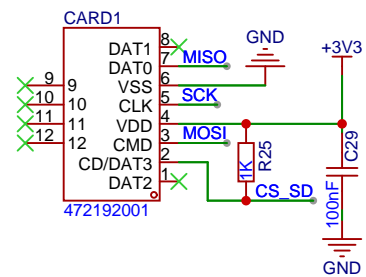 CARD1
DAT1 8
DAT0 7 MISO
GND
+3V3
9 9 VSS 6
10 10 CLK 5 SCK
11 11 VDD 4
12 12 CMD 3 MOSI
CD/DAT3 2
DAT2 1
1K R25
100nF C29
CS_SD
472192001
GND